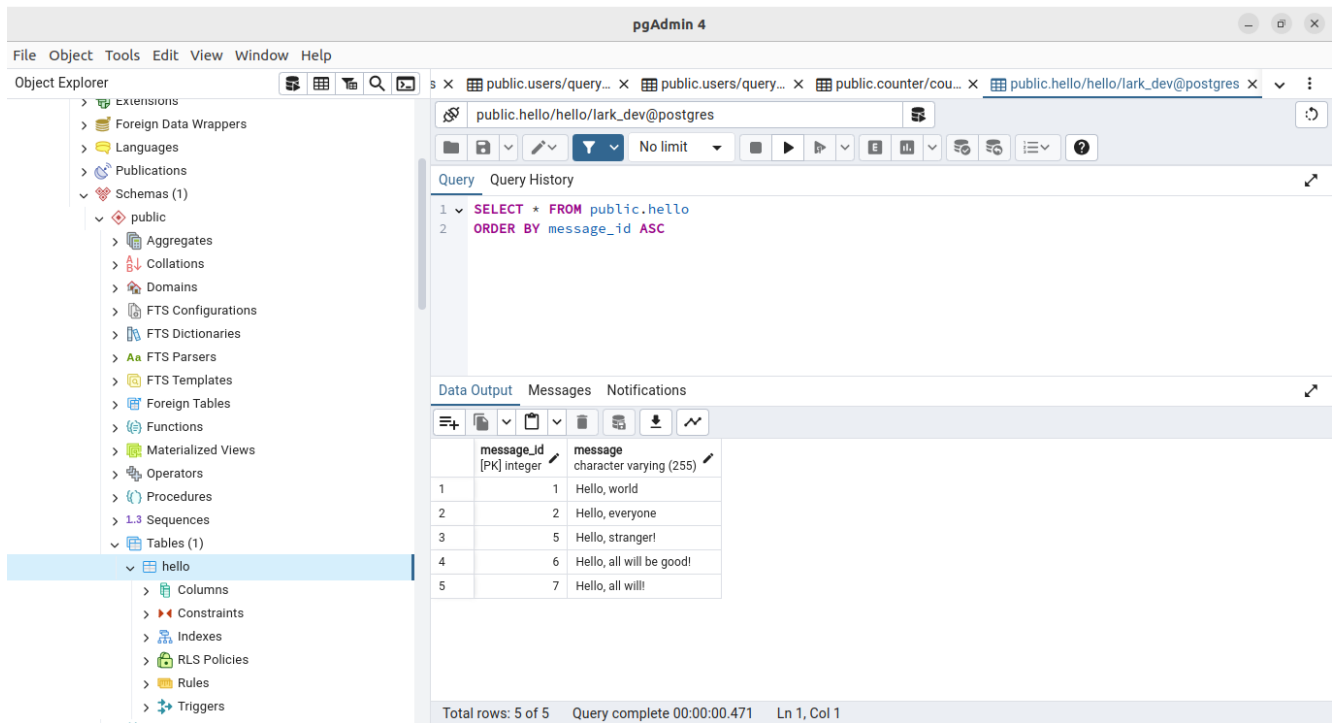 pgAdmin 4
File Object Tools Edit View Window Help
Object Explorer
Extensions
Foreign Data Wrappers
Languages
Publications
Schemas (1)
public
Aggregates
Collations
Domains
FTS Configurations
FTS Dictionaries
Aa FTS Parsers
FTS Templates
Foreign Tables
Functions
Materialized Views
Operators
Procedures
1..3 Sequences
Tables (1)
hello
Columns
Constraints
Indexes
RLS Policies
Rules
Triggers
s public.users/query... public.users/query... public.counter/cou... public.hello/hello/lark_dev@postgres
public.hello/hello/lark_dev@postgres
No limit
E
Query Query History
1 SELECT * FROM public.hello
2 ORDER BY message_id ASC
Data Output Messages Notifications
message_id message
[PK] integer character varying (255)
1 1 Hello, world
2 2 Hello, everyone
3 5 Hello, stranger!
4 6 Hello, all will be good!
5 7 Hello, all will!
Total rows: 5 of 5 Query complete 00:00:00.471 Ln 1, Col 1